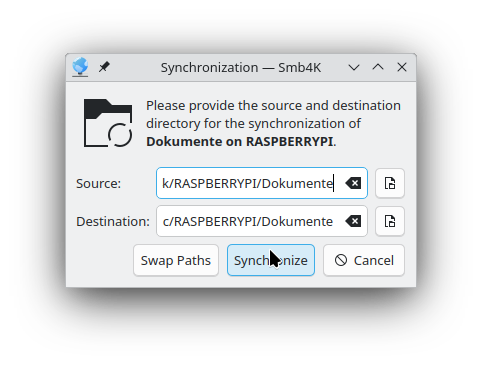 Synchronization — Smb4K
Please provide the source and destination
directory for the synchronization of
Dokumente on RASPBERRYPI.
Source: k/RASPBERRYPI/Dokumente
Destination: c/RASPBERRYPI/Dokumente
Swap Paths Synchronize Cancel